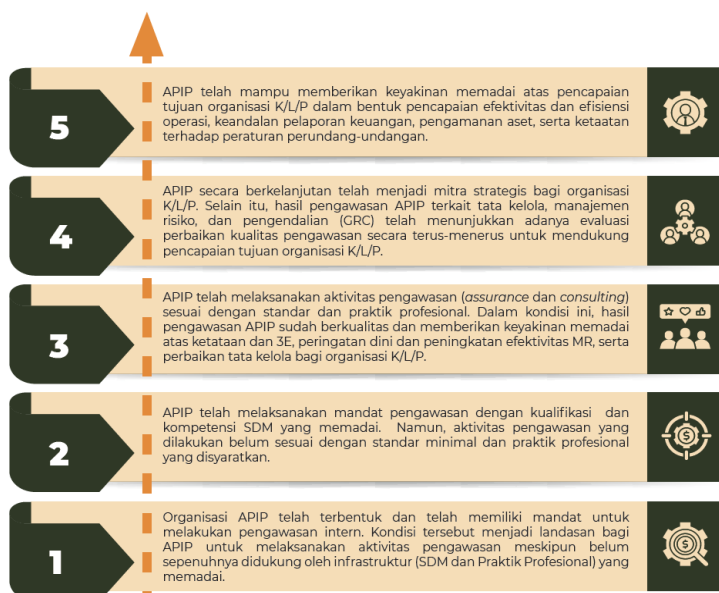 5
APIP telah mampu memberikan keyakinan memadai atas pencapaian
tujuan organisasi K/L/P dalam bentuk pencapaian efektivitas dan efisiensi
operasi, keandalan pelaporan keuangan, pengamanan aset, serta ketaatan
terhadap peraturan perundang-undangan.
4
APIP secara berkelanjutan telah menjadi mitra strategis bagi organisasi
K/L/P. Selain itu, hasil pengawasan APIP terkait tata kelola, manajemen
risiko, dan pengendalian (GRC) telah menunjukkan adanya evaluasi
perbaikan kualitas pengawasan secara terus-menerus untuk mendukung
pencapaian tujuan organisasi K/L/P.
3
APIP telah melaksanakan aktivitas pengawasan (assurance dan consulting)
sesuai dengan standar dan praktik profesional. Dalam kondisi ini, hasil
pengawasan APIP sudah berkualitas dan memberikan keyakinan memadai
atas ketataan dan 3E, peringatan dini dan peningkatan efektivitas MR, serta
perbaikan tata kelola bagi organisasi K/L/P.
2
APIP telah melaksanakan mandat pengawasan dengan kualifikasi dan
kompetensi SDM yang memadai. Namun, aktivitas pengawasan yang
dilakukan belum sesuai dengan standar minimal dan praktik profesional
yang disyaratkan.
1
Organisasi APIP telah terbentuk dan telah memiliki mandat untuk
melakukan pengawasan intern. Kondisi tersebut menjadi landasan bagi
APIP untuk melaksanakan aktivitas pengawasan meskipun belum
sepenuhnya didukung oleh infrastruktur (SDM dan Praktik Profesional) yang
memadai.